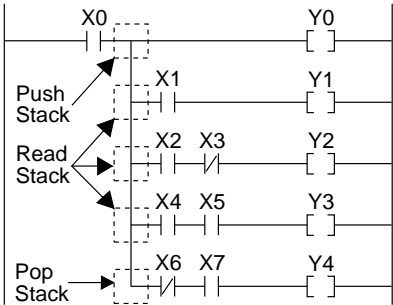 X0 Y0
Push
Stack
X1 Y1
Read
Stack
X2 X3 Y2
X4 X5 Y3
Pop
Stack
X6 X7 Y4